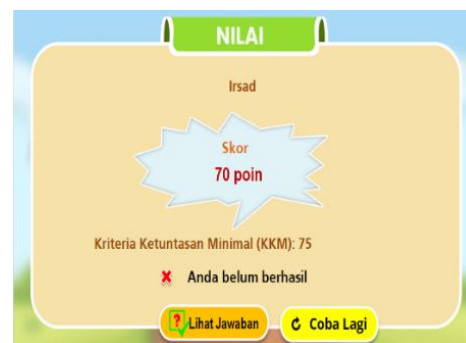 NILAI
Irsad
Skor
70 poin
Kriteria Ketuntasan Minimal (KKM): 75
Anda belum berhasil
? Lihat Jawaban
Coba Lagi